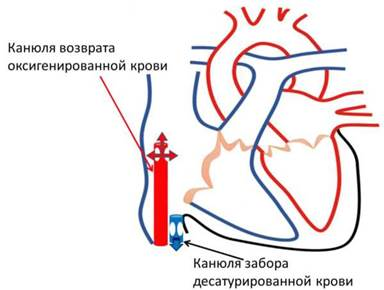 Канюля возврата
оксигенированной крови
Канюля забора
десатурированной крови